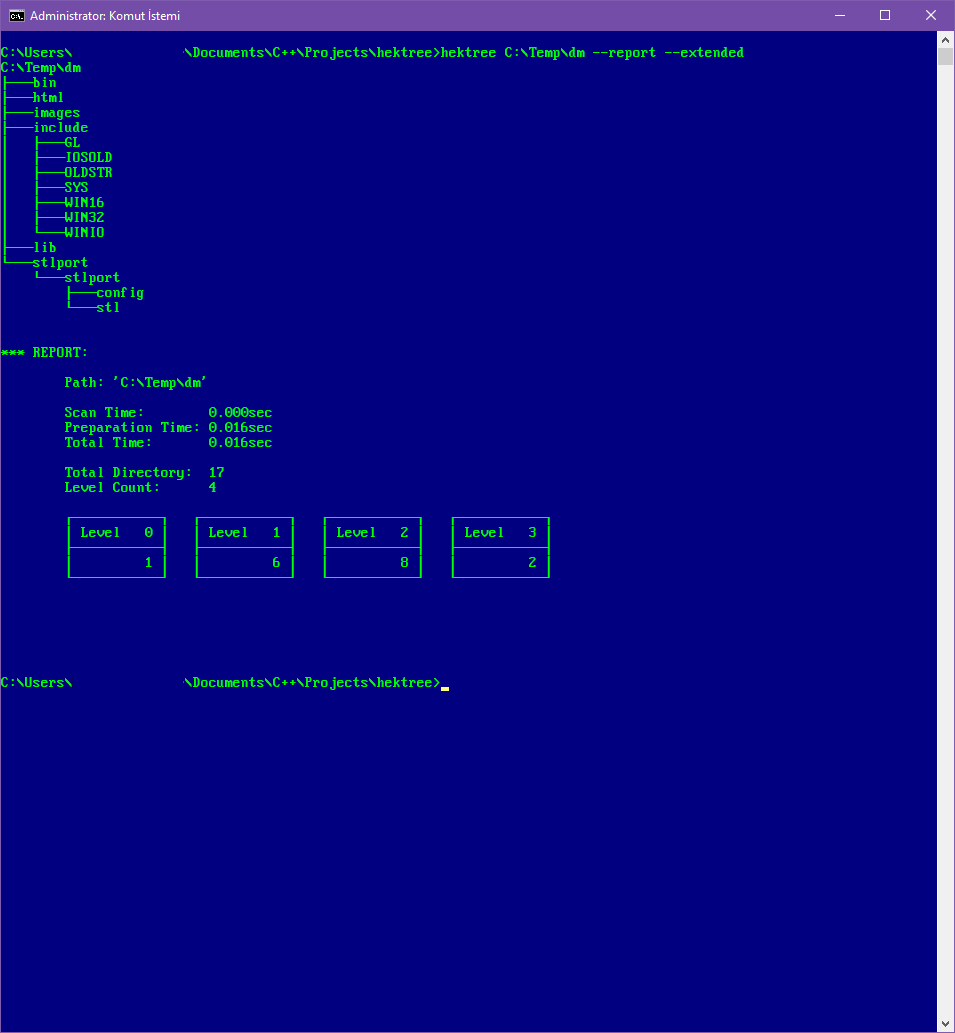 Administrator: Komut İstemi
C:\Users\ \Documents\C++\Projects\hektree>hektree C:\Temp\dm --report --extended
C:\Temp\dm
├───bin
├───html
├───images
├───include
│   ├───GL
│   ├───IOSOLD
│   ├───OLDSTR
│   ├───SYS
│   ├───WIN16
│   ├───WIN32
│   └───WINIO
├───lib
└───stlport
    └───stlport
        ├───config
        └───stl
*** REPORT:
Path: 'C:\Temp\dm'
Scan Time: 0.000sec
Preparation Time: 0.016sec
Total Time: 0.016sec
Total Directory: 17
Level Count: 4
Level 0 Level 1 Level 2 Level 3
1 6 8 2
C:\Users\ \Documents\C++\Projects\hektree>